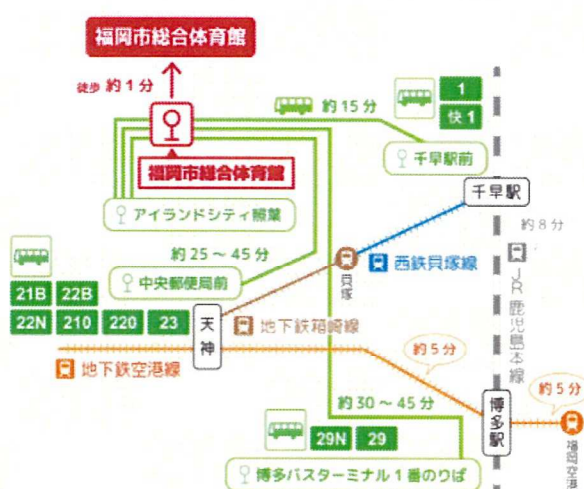 福岡市総合体育館
徒歩 約1分
約15分
1
快1
千早駅前
福岡市総合体育館
アイランドシティ照葉
千早駅
約8分
JR鹿児島本線
西鉄貝塚線
貝塚
約25～45分
中央郵便局前
21B 22B
22N 210 220 23
天神
地下鉄箱崎線
地下鉄空港線
約5分
博多駅
約5分
福岡空港
約30～45分
29N 29
博多バスターミナル1番のりば